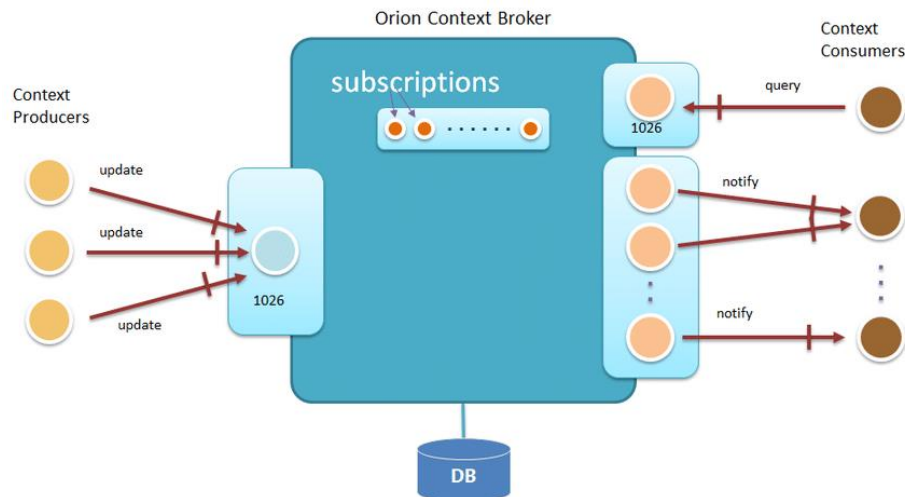 Orion Context Broker
Context
Consumers
subscriptions
query
1026
Context
Producers
update
notify
update
1026
update
notify
DB